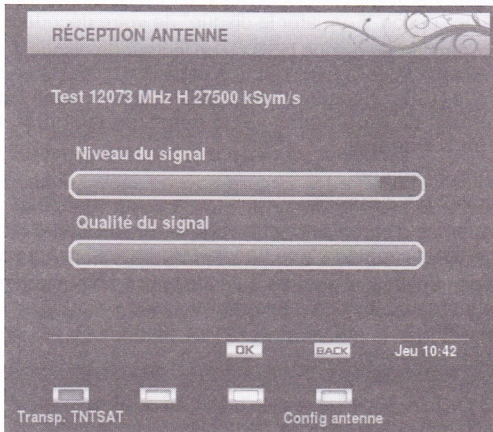 RÉCEPTION ANTENNE
Test 12073 MHz H 27500 kSym/s
Niveau du signal
Qualité du signal
OK BACK Jeu 10:42
Transp. TNTSAT Config antenne